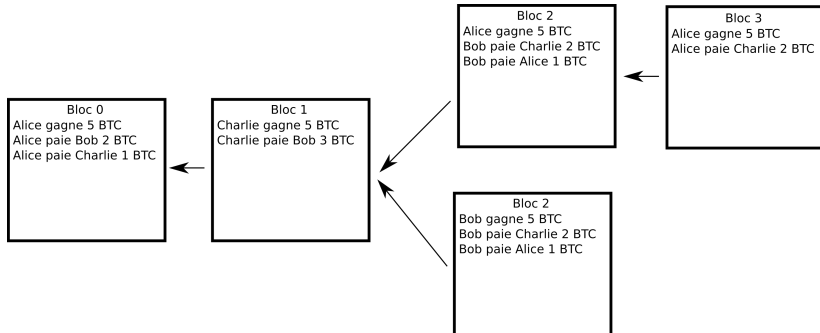 Bloc 0
Alice gagne 5 BTC
Alice paie Bob 2 BTC
Alice paie Charlie 1 BTC
Bloc 1
Charlie gagne 5 BTC
Charlie paie Bob 3 BTC
Bloc 2
Alice gagne 5 BTC
Bob paie Charlie 2 BTC
Bob paie Alice 1 BTC
Bloc 3
Alice gagne 5 BTC
Alice paie Charlie 2 BTC
Bloc 2
Bob gagne 5 BTC
Bob paie Charlie 2 BTC
Bob paie Alice 1 BTC